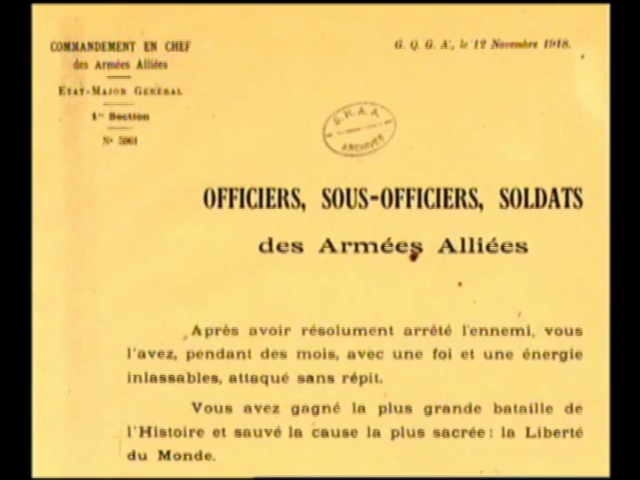 COMMANDEMENT EN CHEF
des Armées Alliées
ETAT-MAJOR GÉNÉRAL
1re Section
N° 5961
G. Q. G. A., le 12 Novembre 1918.
S.H.A.A.
ARCHIVES
OFFICIERS, SOUS-OFFICIERS, SOLDATS
des Armées Alliées
Après avoir résolument arrêté l'ennemi, vous
l'avez, pendant des mois, avec une foi et une énergie
inlassables, attaqué sans répit.
Vous avez gagné la plus grande bataille de
l'Histoire et sauvé la cause la plus sacrée : la Liberté
du Monde.